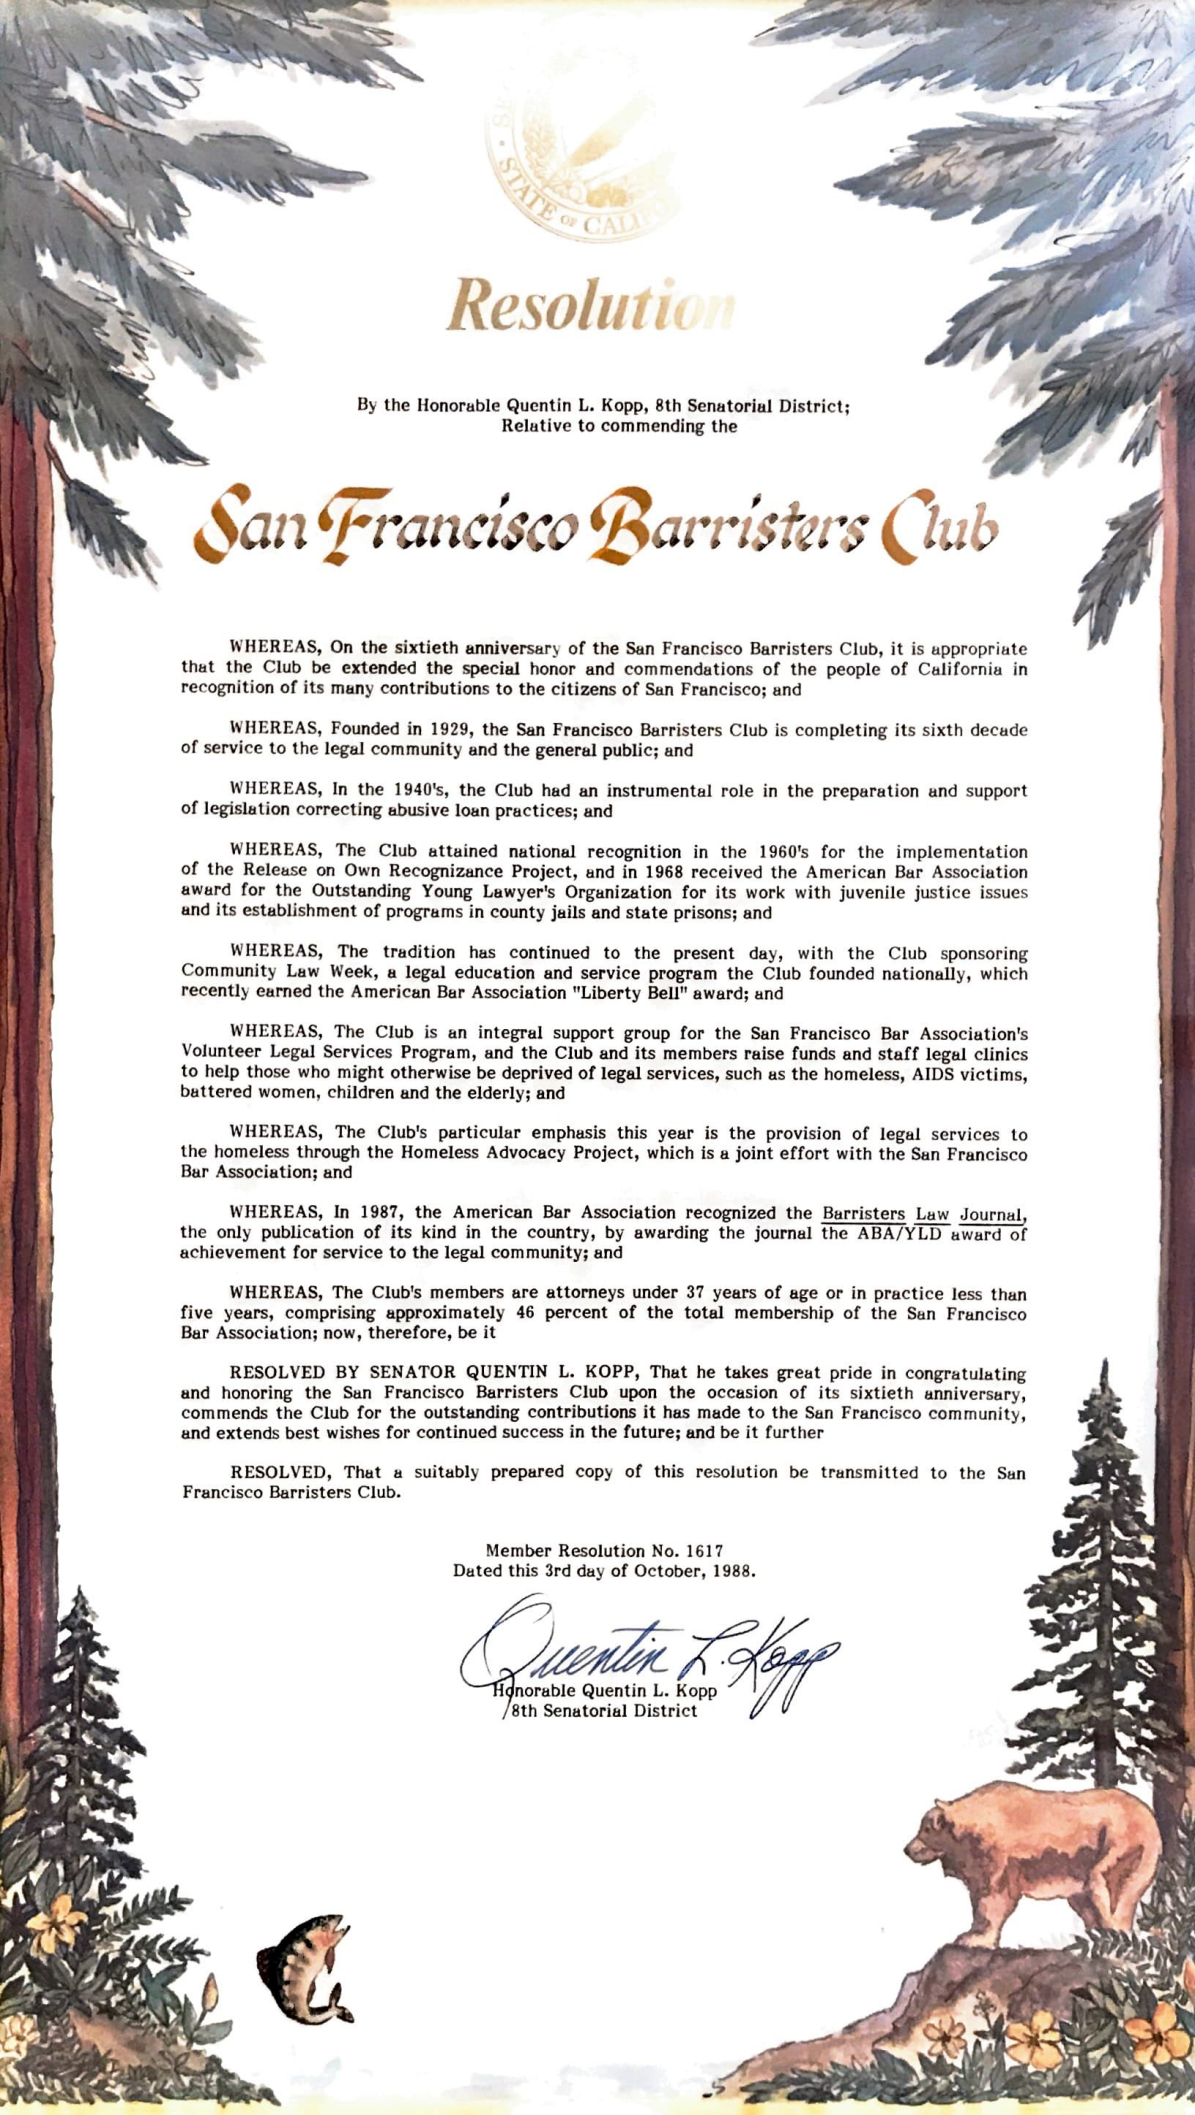 STATE OF CALIF
Resolution
By the Honorable Quentin L. Kopp, 8th Senatorial District;
Relative to commending the
San Francisco Barristers Club
WHEREAS, On the sixtieth anniversary of the San Francisco Barristers Club, it is appropriate
that the Club be extended the special honor and commendations of the people of California in
recognition of its many contributions to the citizens of San Francisco; and
WHEREAS, Founded in 1929, the San Francisco Barristers Club is completing its sixth decade
of service to the legal community and the general public; and
WHEREAS, In the 1940's, the Club had an instrumental role in the preparation and support
of legislation correcting abusive loan practices; and
WHEREAS, The Club attained national recognition in the 1960's for the implementation
of the Release on Own Recognizance Project, and in 1968 received the American Bar Association
award for the Outstanding Young Lawyer's Organization for its work with juvenile justice issues
and its establishment of programs in county jails and state prisons; and
WHEREAS, The tradition has continued to the present day, with the Club sponsoring
Community Law Week, a legal education and service program the Club founded nationally, which
recently earned the American Bar Association "Liberty Bell" award; and
WHEREAS, The Club is an integral support group for the San Francisco Bar Association's
Volunteer Legal Services Program, and the Club and its members raise funds and staff legal clinics
to help those who might otherwise be deprived of legal services, such as the homeless, AIDS victims,
battered women, children and the elderly; and
WHEREAS, The Club's particular emphasis this year is the provision of legal services to
the homeless through the Homeless Advocacy Project, which is a joint effort with the San Francisco
Bar Association; and
WHEREAS, In 1987, the American Bar Association recognized the Barristers Law Journal,
the only publication of its kind in the country, by awarding the journal the ABA/YLD award of
achievement for service to the legal community; and
WHEREAS, The Club's members are attorneys under 37 years of age or in practice less than
five years, comprising approximately 46 percent of the total membership of the San Francisco
Bar Association; now, therefore, be it
RESOLVED BY SENATOR QUENTIN L. KOPP, That he takes great pride in congratulating
and honoring the San Francisco Barristers Club upon the occasion of its sixtieth anniversary,
commends the Club for the outstanding contributions it has made to the San Francisco community,
and extends best wishes for continued success in the future; and be it further
RESOLVED, That a suitably prepared copy of this resolution be transmitted to the San
Francisco Barristers Club.
Member Resolution No. 1617
Dated this 3rd day of October, 1988.
Quentin L. Kopp
Honorable Quentin L. Kopp
8th Senatorial District